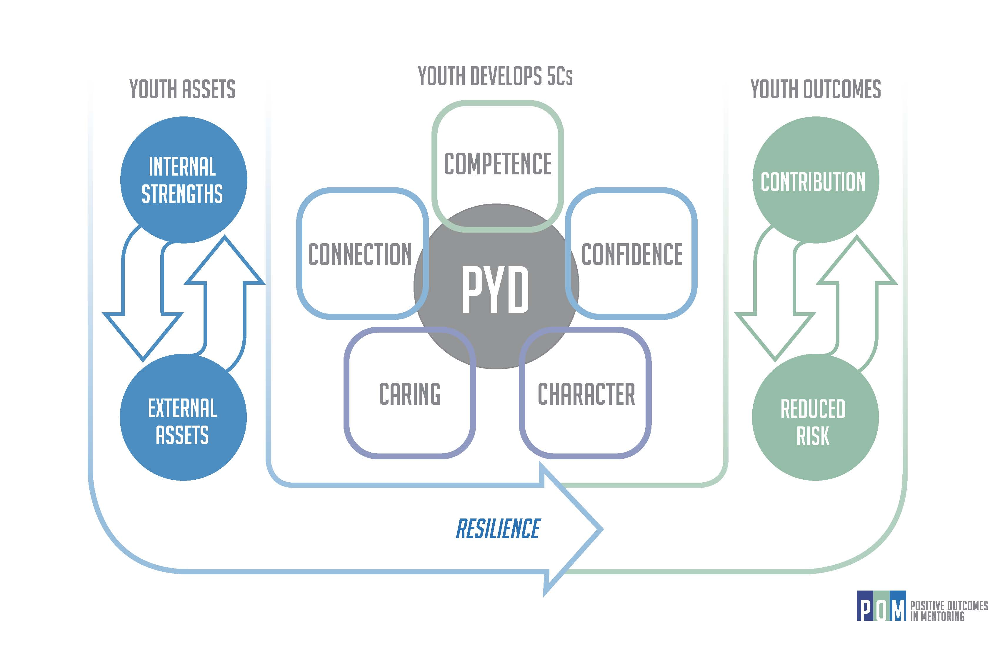 YOUTH ASSETS
YOUTH DEVELOPS 5Cs
YOUTH OUTCOMES
INTERNAL
STRENGTHS
EXTERNAL
ASSETS
COMPETENCE
CONNECTION
CONFIDENCE
PYD
CARING
CHARACTER
CONTRIBUTION
REDUCED
RISK
RESILIENCE
POM
POSITIVE OUTCOMES
IN MENTORING